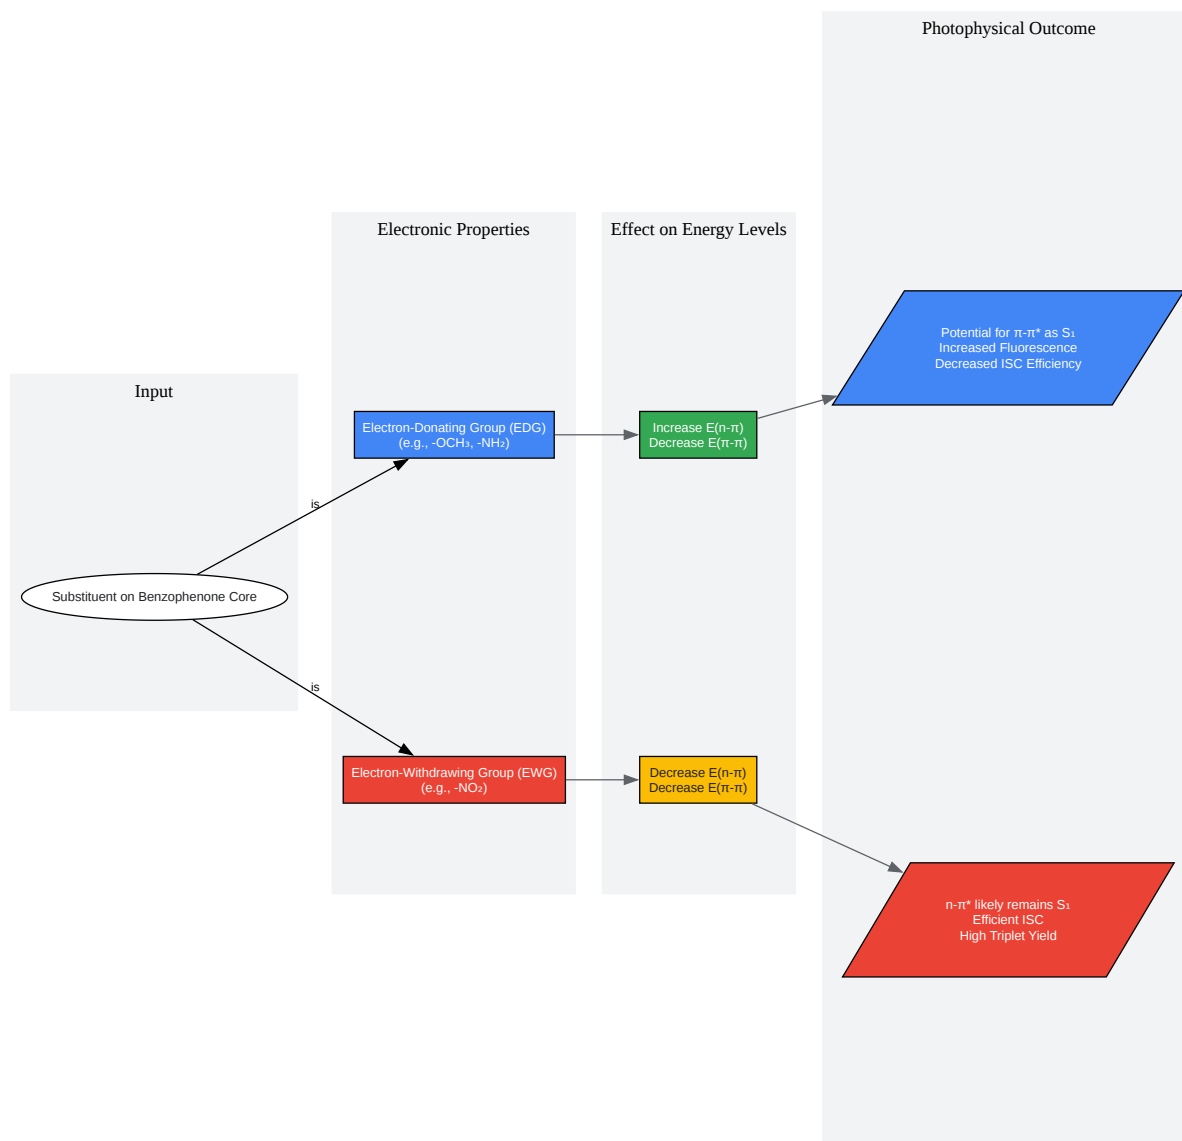 Photophysical Outcome
Electronic Properties
Effect on Energy Levels
Input
Potential for π-π* as S₁
Increased Fluorescence
Decreased ISC Efficiency
Electron-Donating Group (EDG)
(e.g., -OCH₃, -NH₂)
Increase E(n-π)
Decrease E(π-π)
is
Substituent on Benzophenone Core
is
Electron-Withdrawing Group (EWG)
(e.g., -NO₂)
Decrease E(n-π)
Decrease E(π-π)
n-π* likely remains S₁
Efficient ISC
High Triplet Yield